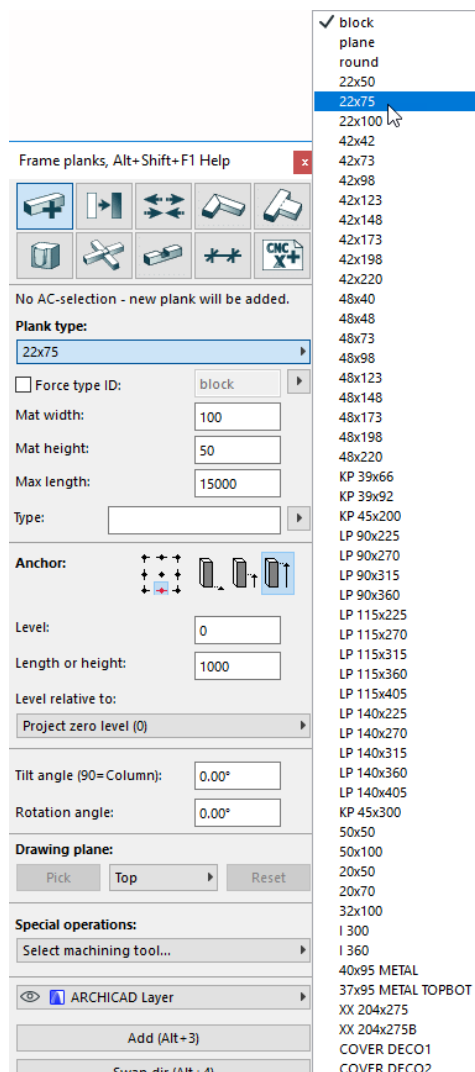 Frame planks, Alt+Shift+F1 Help
x
CNC
X+
No AC-selection - new plank will be added.
Plank type:
22x75
Force type ID:
block
Mat width:
100
Mat height:
50
Max length:
15000
Type:
Anchor:
Level:
0
Length or height:
1000
Level relative to:
Project zero level (0)
Tilt angle (90=Column):
0.00°
Rotation angle:
0.00°
Drawing plane:
Pick
Top
Reset
Special operations:
Select machining tool...
ARCHICAD Layer
Add (Alt+3)
Swap dir (Alt+4)
block
plane
round
22x50
22x75
22x100
42x42
42x73
42x98
42x123
42x148
42x173
42x198
42x220
48x40
48x48
48x73
48x98
48x123
48x148
48x173
48x198
48x220
KP 39x66
KP 39x92
KP 45x200
LP 90x225
LP 90x270
LP 90x315
LP 90x360
LP 115x225
LP 115x270
LP 115x315
LP 115x360
LP 115x405
LP 140x225
LP 140x270
LP 140x315
LP 140x360
LP 140x405
KP 45x300
50x50
50x100
20x50
20x70
32x100
I 300
I 360
40x95 METAL
37x95 METAL TOPBOT
XX 204x275
XX 204x275B
COVER DECO1
COVER DECO2